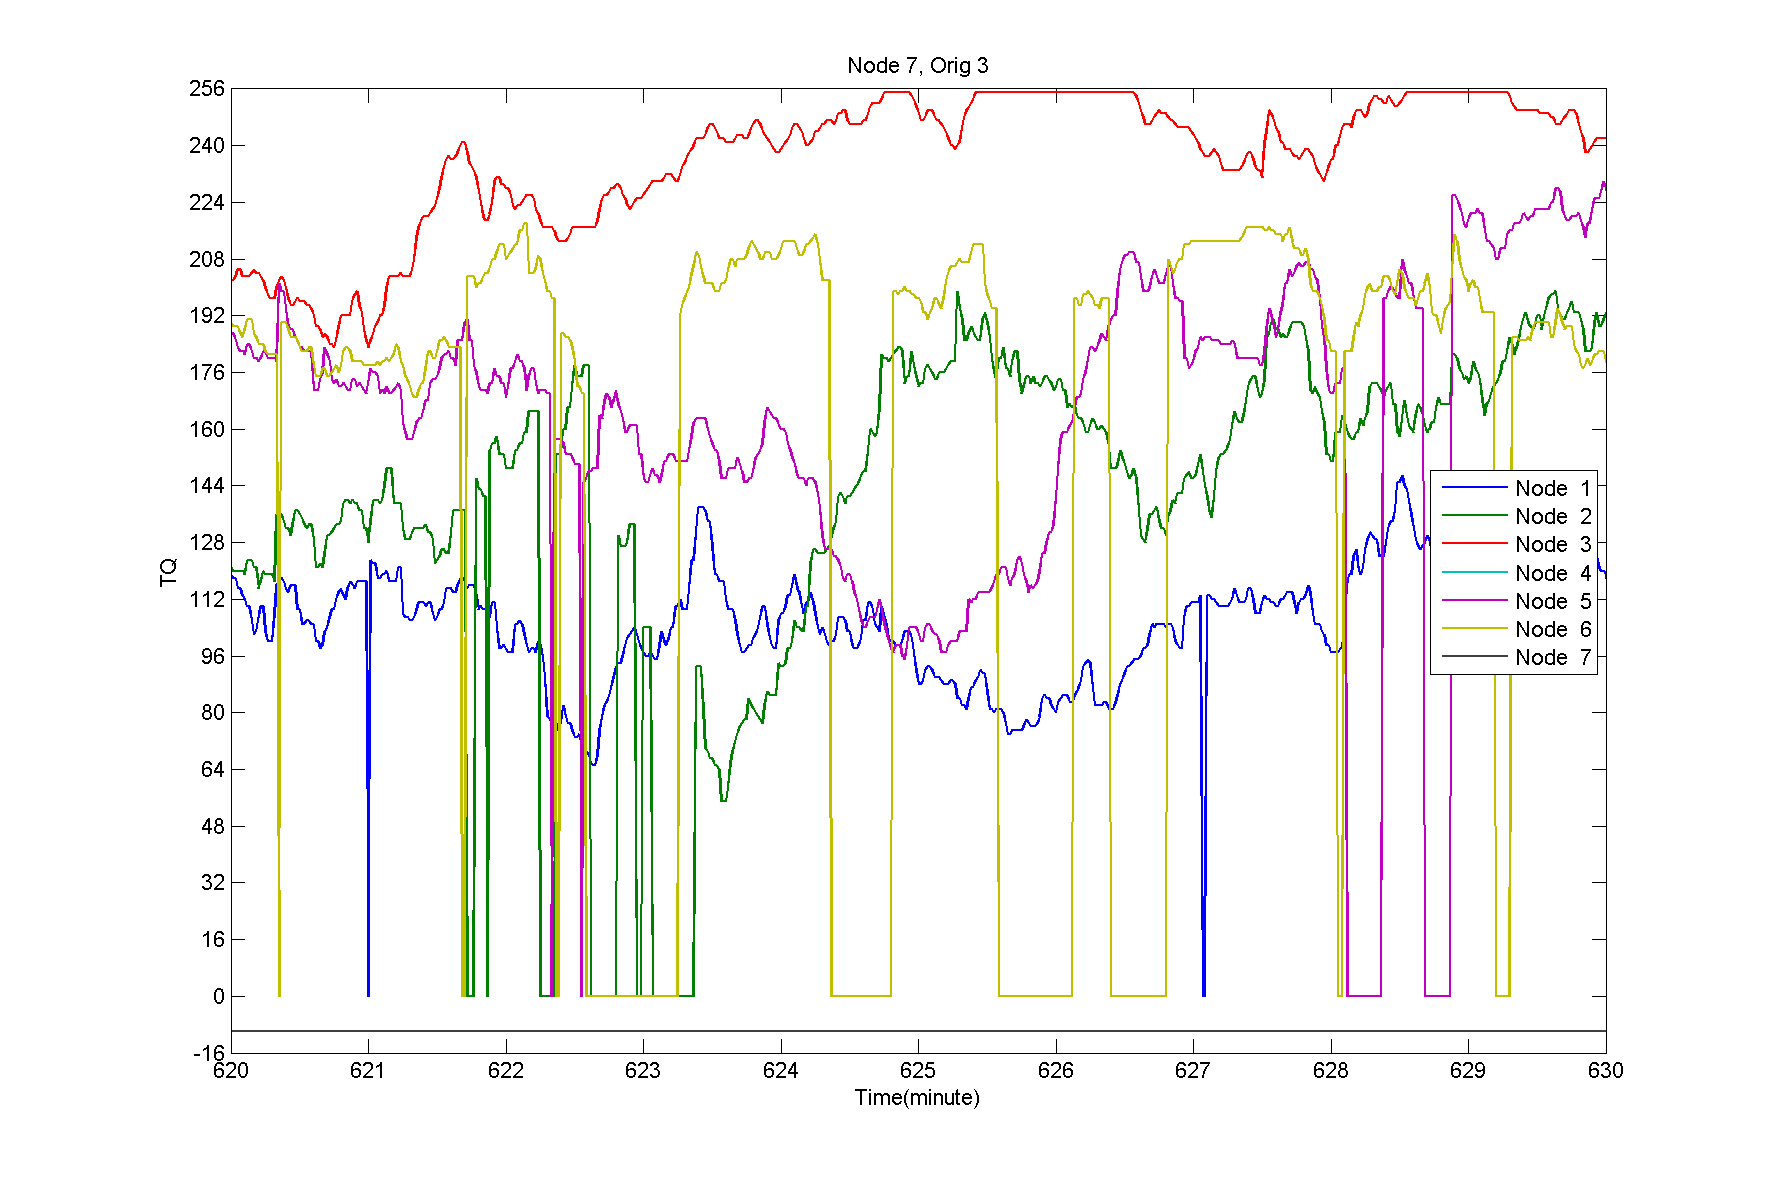 Node 7, Orig 3
256
240
224
208
192
176
160
144
128
112
96
80
64
48
32
16
0
-16
TQ
Node 1
Node 2
Node 3
Node 4
Node 5
Node 6
Node 7
620 621 622 623 624 625 626 627 628 629 630
Time(minute)